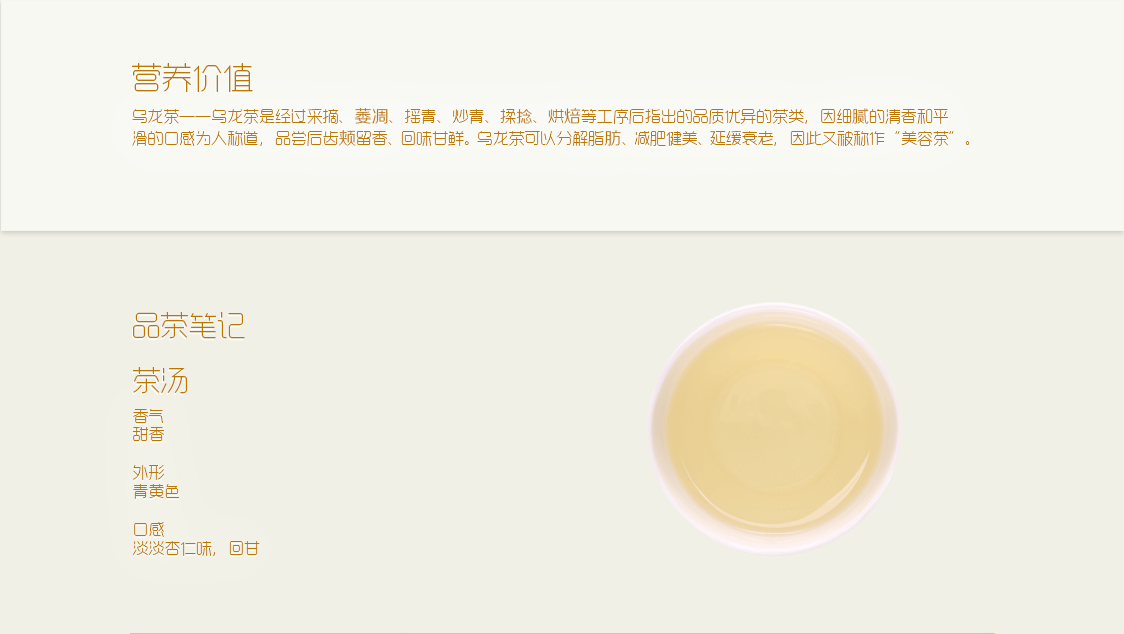 营养价值
乌龙茶——乌龙茶是经过采摘、萎凋、摇青、炒青、揉捻、烘焙等工序后指出的品质优异的茶类，因细腻的清香和平
滑的口感为人称道，品尝后齿颊留香、回味甘鲜。乌龙茶可以分解脂肪、减肥健美、延缓衰老，因此又被称作“美容茶”。
品茶笔记
茶汤
香气
甜香
外形
青黄色
口感
淡淡杏仁味，回甘